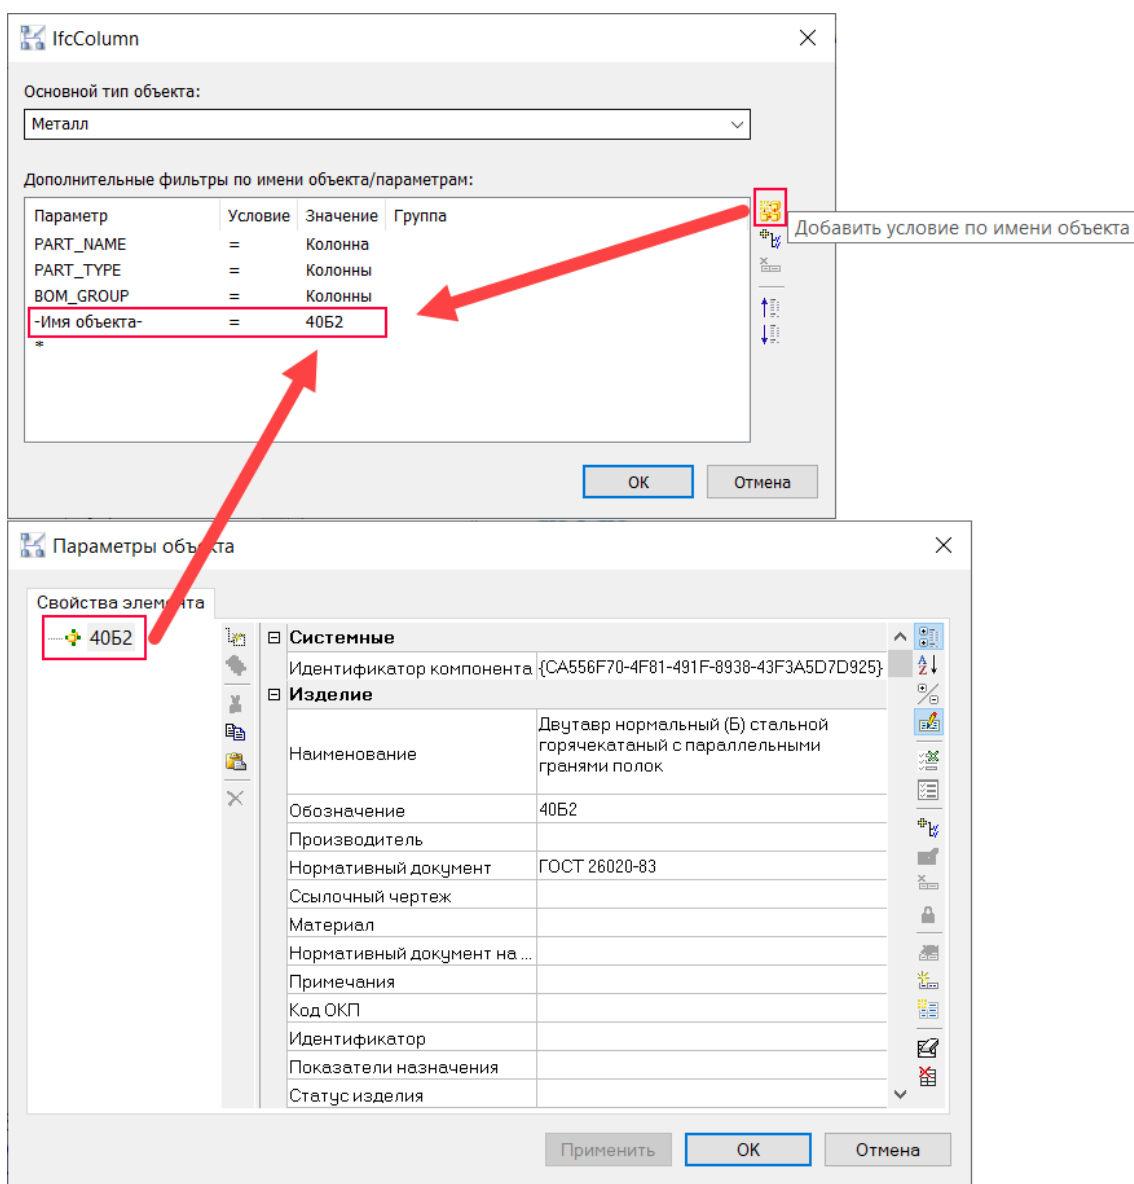 IfcColumn
Основной тип объекта:
Металл
Дополнительные фильтры по имени объекта/параметрам:
Параметр Условие Значение Группа
PART_NAME = Колонна
PART_TYPE = Колонны
BOM_GROUP = Колонны
-Имя объекта- = 40Б2
*
Добавить условие по имени объекта
OK Отмена
Параметры объекта
Свойства элемента
40Б2
Системные
Идентификатор компонента {CA556F70-4F81-491F-8938-43F3A5D7D925}
Изделие
Наименование Двутавр нормальный (Б) стальной
горячекатаный с параллельными
гранями полок
Обозначение 40Б2
Производитель
Нормативный документ ГОСТ 26020-83
Ссылочный чертеж
Материал
Нормативный документ на ...
Примечания
Код ОКП
Идентификатор
Показатели назначения
Статус изделия
Применить OK Отмена